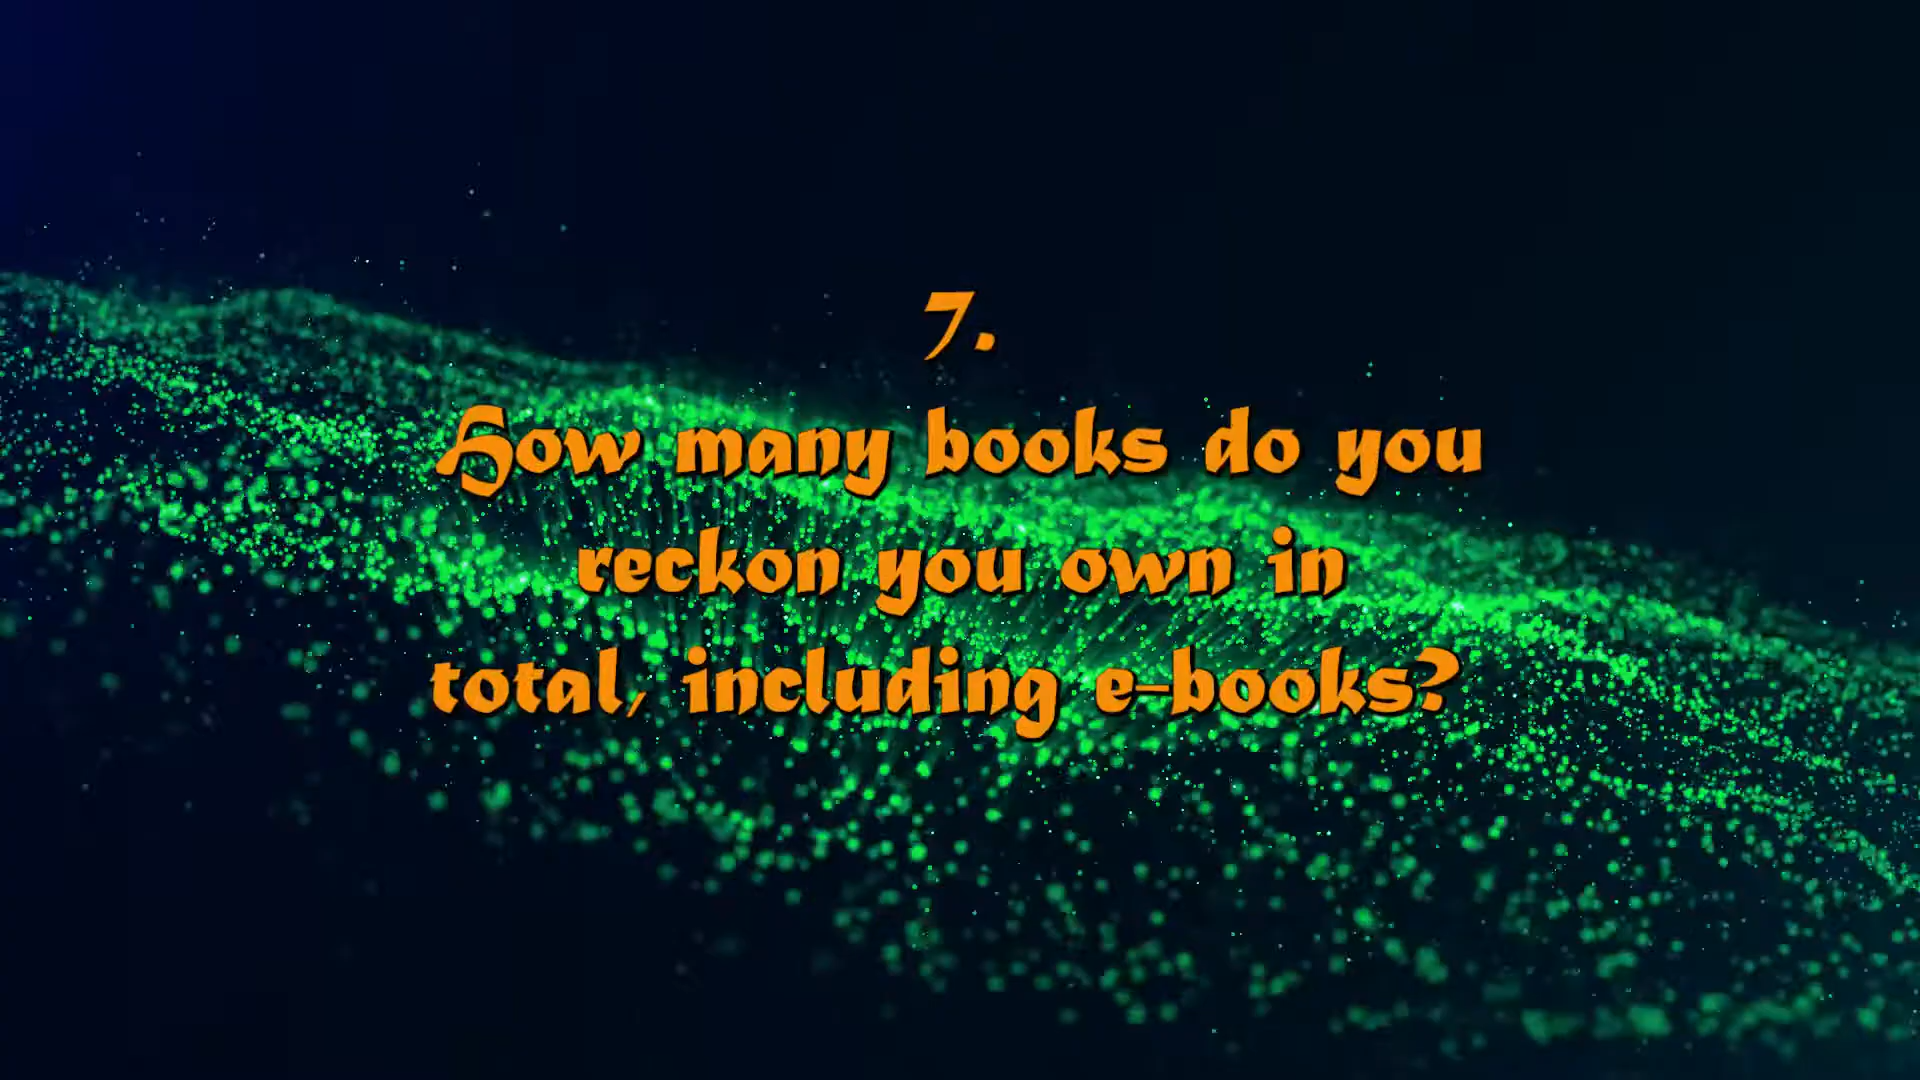 7.
How many books do you
reckon you own in
total, including e-books?